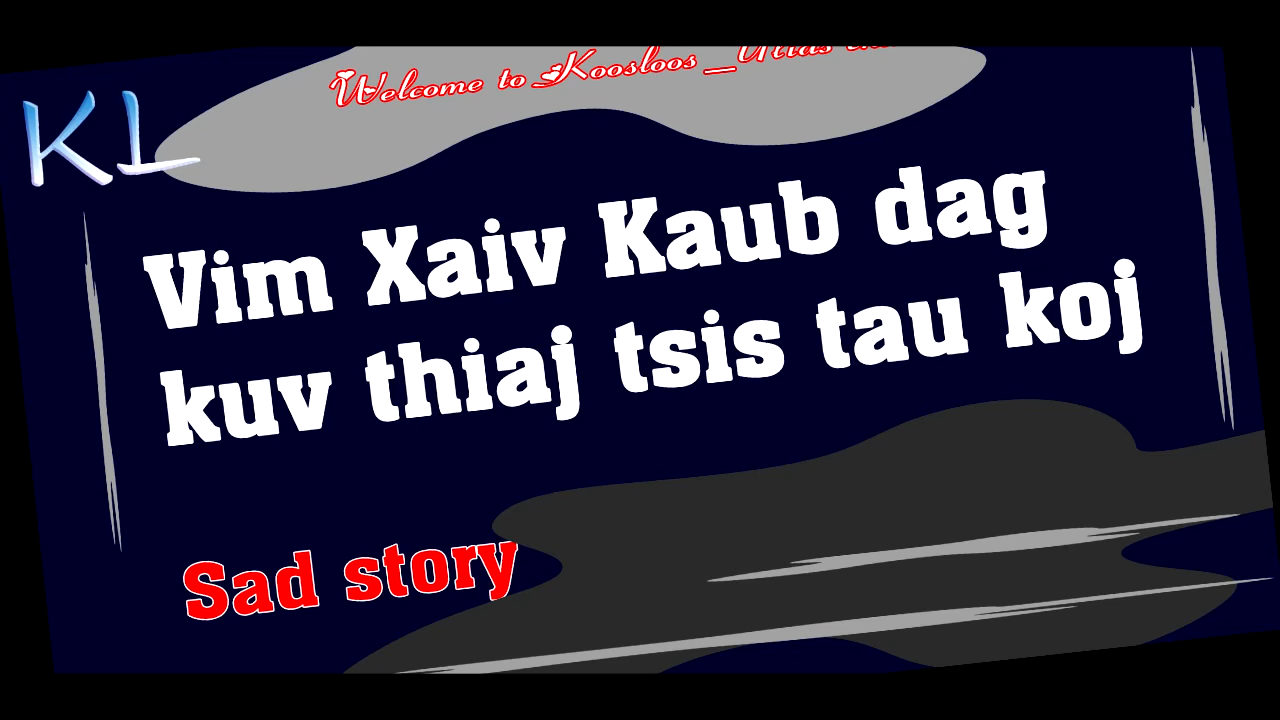 Welcome to Koosloos
KL
Vim Xaiv Kaub dag
kuv thiaj tsis tau koj
Sad story